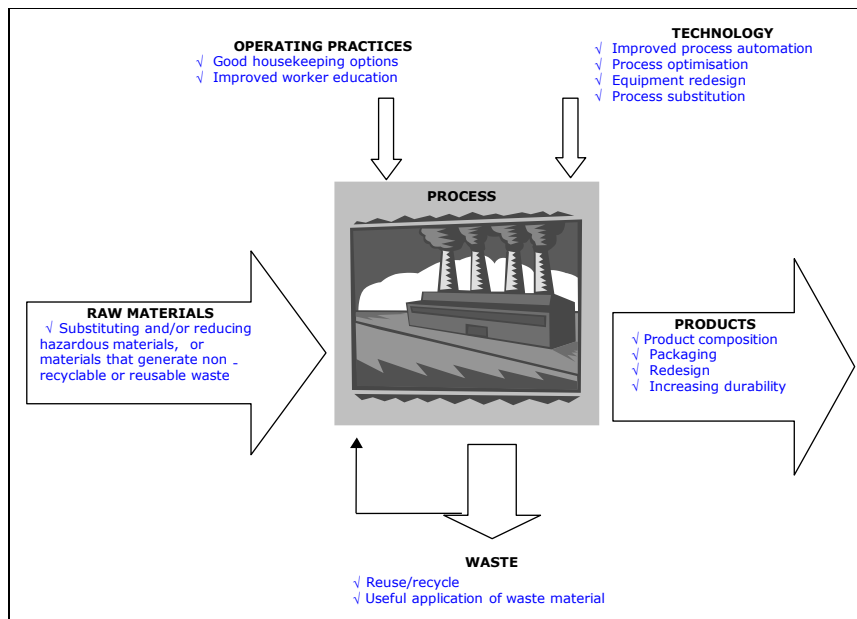 OPERATING PRACTICES
√ Good housekeeping options
√ Improved worker education
TECHNOLOGY
√ Improved process automation
√ Process optimisation
√ Equipment redesign
√ Process substitution
PROCESS
RAW MATERIALS
√ Substituting and/or reducing
hazardous materials, or
materials that generate non -
recyclable or reusable waste
PRODUCTS
√ Product composition
√ Packaging
√ Redesign
√ Increasing durability
WASTE
√ Reuse/recycle
√ Useful application of waste material